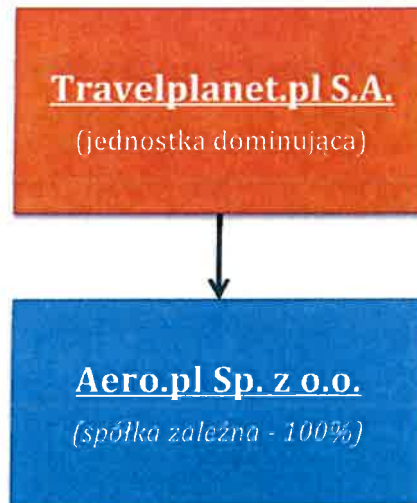 Travelplanet.pl S.A.
(jednostka dominująca)
Aero.pl Sp. z o.o.
(spółka zależna - 100%)